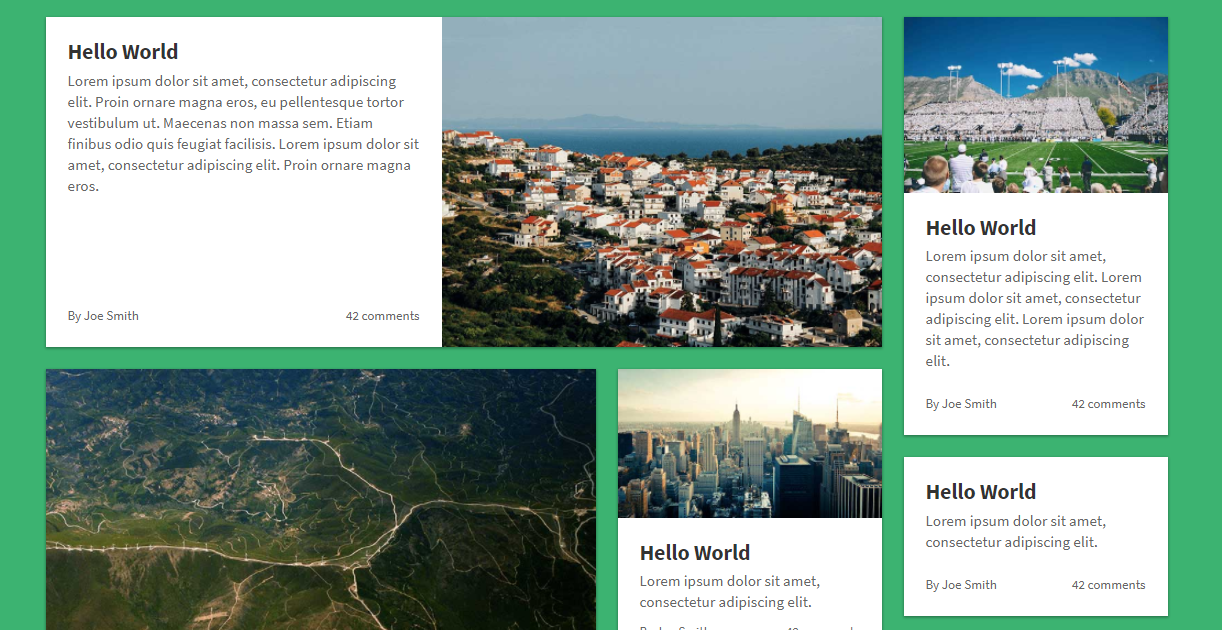 Hello World
Lorem ipsum dolor sit amet, consectetur adipiscing
elit. Proin ornare magna eros, eu pellentesque tortor
vestibulum ut. Maecenas non massa sem. Etiam
finibus odio quis feugiat facilisis. Lorem ipsum dolor sit
amet, consectetur adipiscing elit. Proin ornare magna
eros.
By Joe Smith 42 comments
Hello World
Lorem ipsum dolor sit amet,
consectetur adipiscing elit. Lorem
ipsum dolor sit amet, consectetur
adipiscing elit. Lorem ipsum dolor
sit amet, consectetur adipiscing
elit.
By Joe Smith 42 comments
Hello World
Lorem ipsum dolor sit amet,
consectetur adipiscing elit.
Hello World
Lorem ipsum dolor sit amet,
consectetur adipiscing elit.
By Joe Smith 42 comments